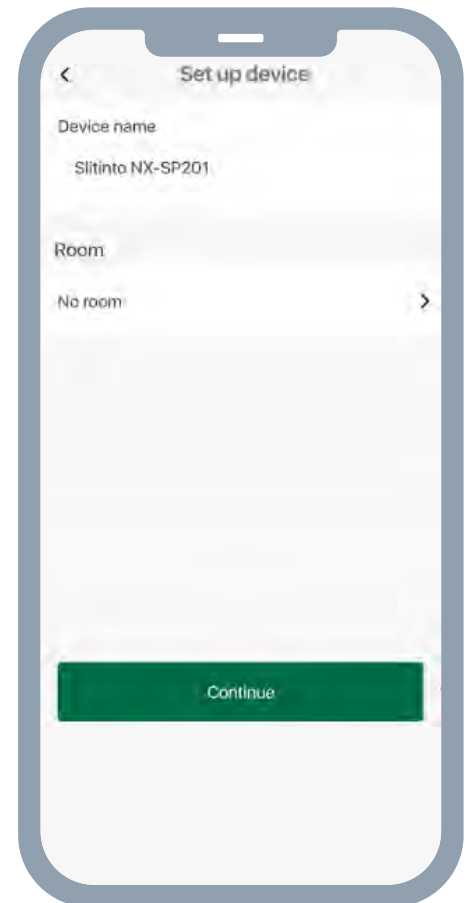 Set up device
Device name
Slitinto NX-SP201
Room
No room
Continue